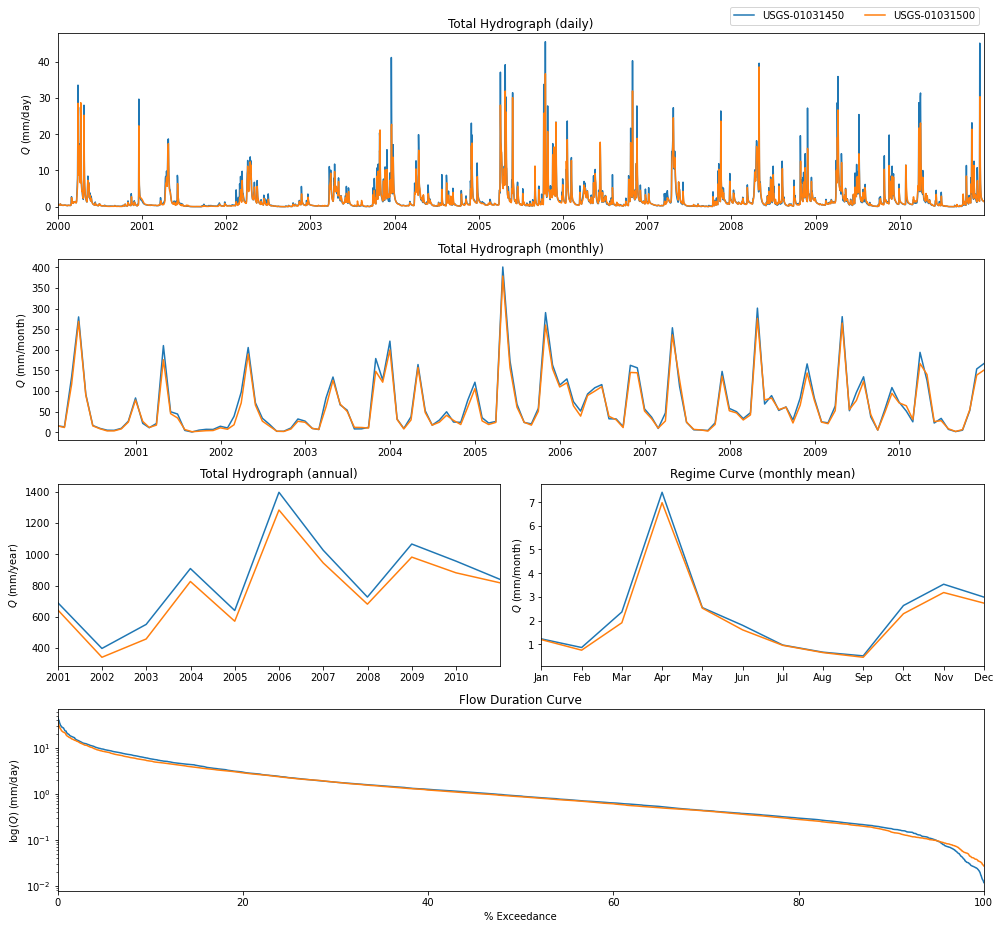 USGS-01031450 USGS-01031500
Total Hydrograph (daily)
Q (mm/day)
40
30
20
10
0
2000 2001 2002 2003 2004 2005 2006 2007 2008 2009 2010
Total Hydrograph (monthly)
Q (mm/month)
400
350
300
250
200
150
100
50
0
2001 2002 2003 2004 2005 2006 2007 2008 2009 2010
Total Hydrograph (annual)
Q (mm/year)
1400
1200
1000
800
600
400
2001 2002 2003 2004 2005 2006 2007 2008 2009 2010
Regime Curve (monthly mean)
Q (mm/month)
7
6
5
4
3
2
1
Jan Feb Mar Apr May Jun Jul Aug Sep Oct Nov Dec
Flow Duration Curve
log(Q) (mm/day)
10¹
10⁰
10⁻¹
10⁻²
0 20 40 60 80 100
% Exceedance